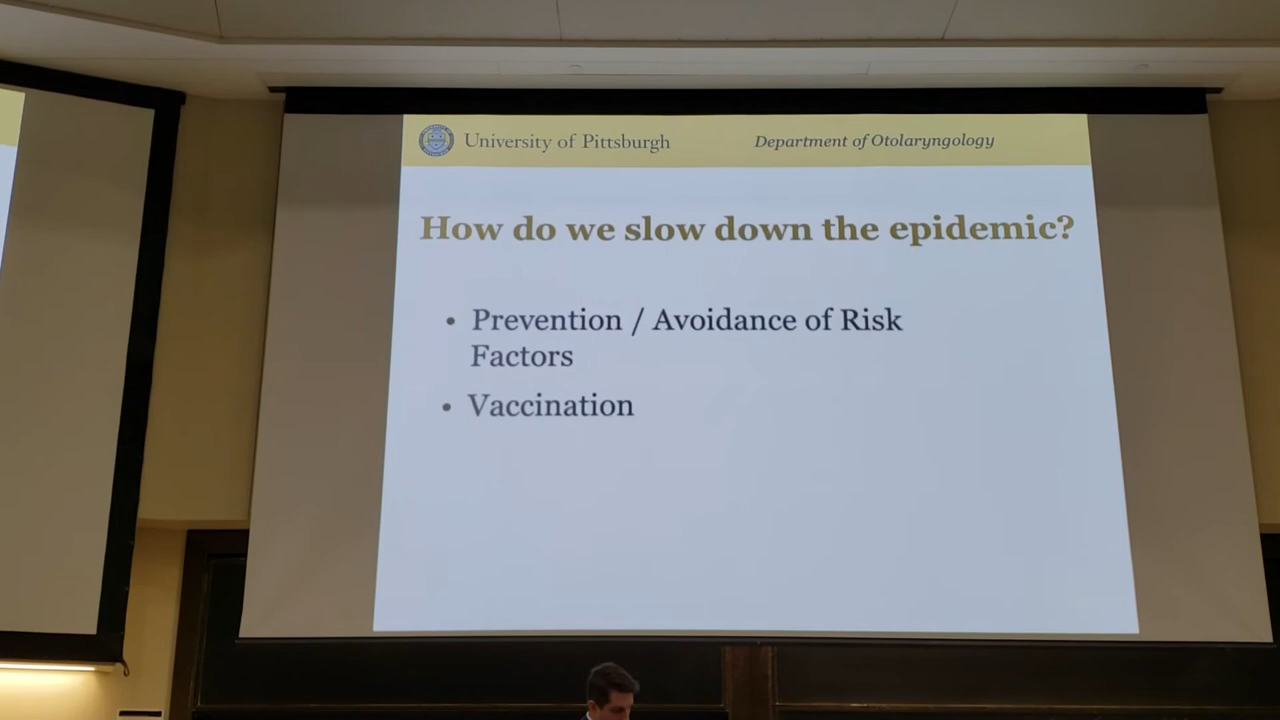 University of Pittsburgh
Department of Otolaryngology
How do we slow down the epidemic?
• Prevention / Avoidance of Risk
Factors
• Vaccination